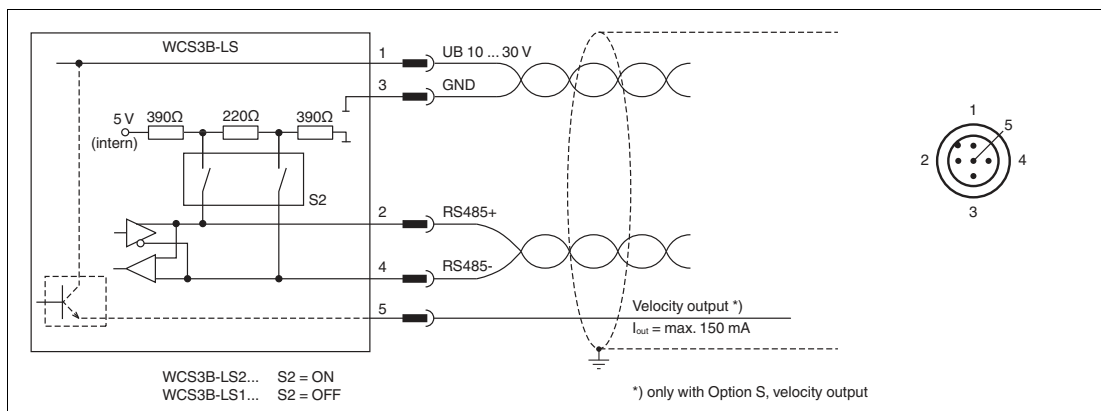 WCS3B-LS
1
UB 10 ... 30 V
3
GND
5 V
(intern)
390Ω
220Ω
390Ω
S2
2
RS485+
4
RS485-
5
Velocity output *)
Iout = max. 150 mA
WCS3B-LS2... S2 = ON
WCS3B-LS1... S2 = OFF
*) only with Option S, velocity output
1
5
2
4
3